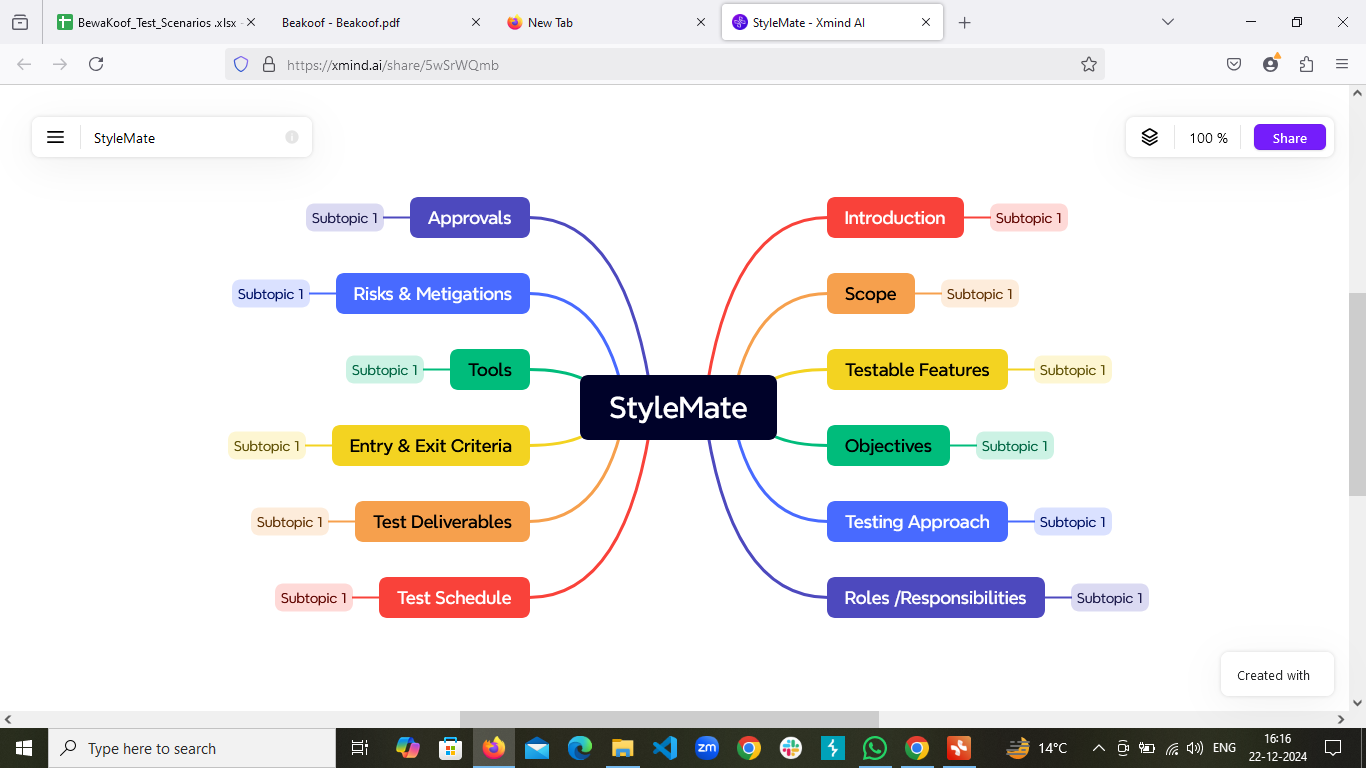 BewaKoof_Test_Scenarios .xlsx -
Beakoof - Beakoof.pdf
New Tab
StyleMate - Xmind AI
https://xmind.ai/share/5wSrWQmb
StyleMate
100 %
Share
Subtopic 1
Approvals
Introduction
Subtopic 1
Subtopic 1
Risks & Metigations
Scope
Subtopic 1
Subtopic 1
Tools
Testable Features
Subtopic 1
StyleMate
Subtopic 1
Entry & Exit Criteria
Objectives
Subtopic 1
Subtopic 1
Test Deliverables
Testing Approach
Subtopic 1
Subtopic 1
Test Schedule
Roles /Responsibilities
Subtopic 1
Created with
Type here to search
zm
14°C
ENG
16:16
22-12-2024